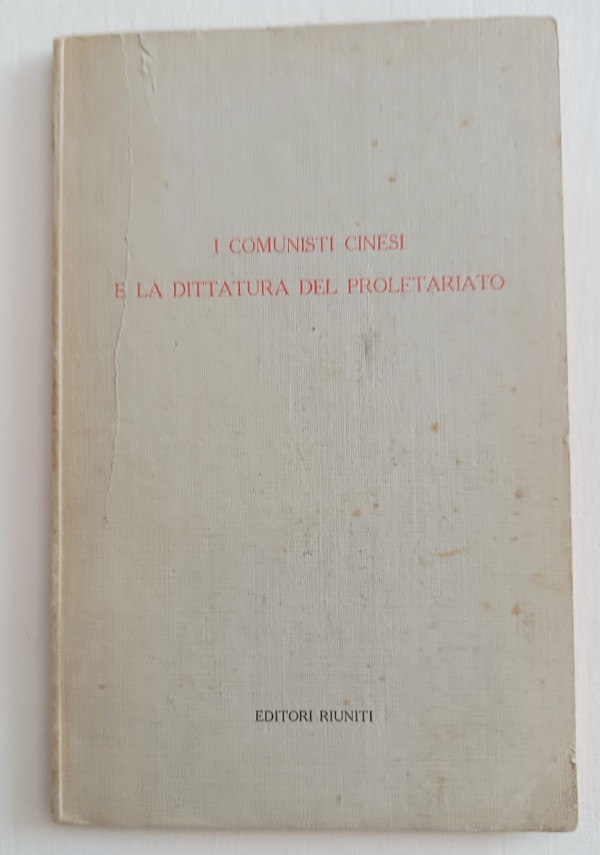 I COMUNISTI CINESI
E LA DITTATURA DEL PROLETARIATO
EDITORI RIUNITI